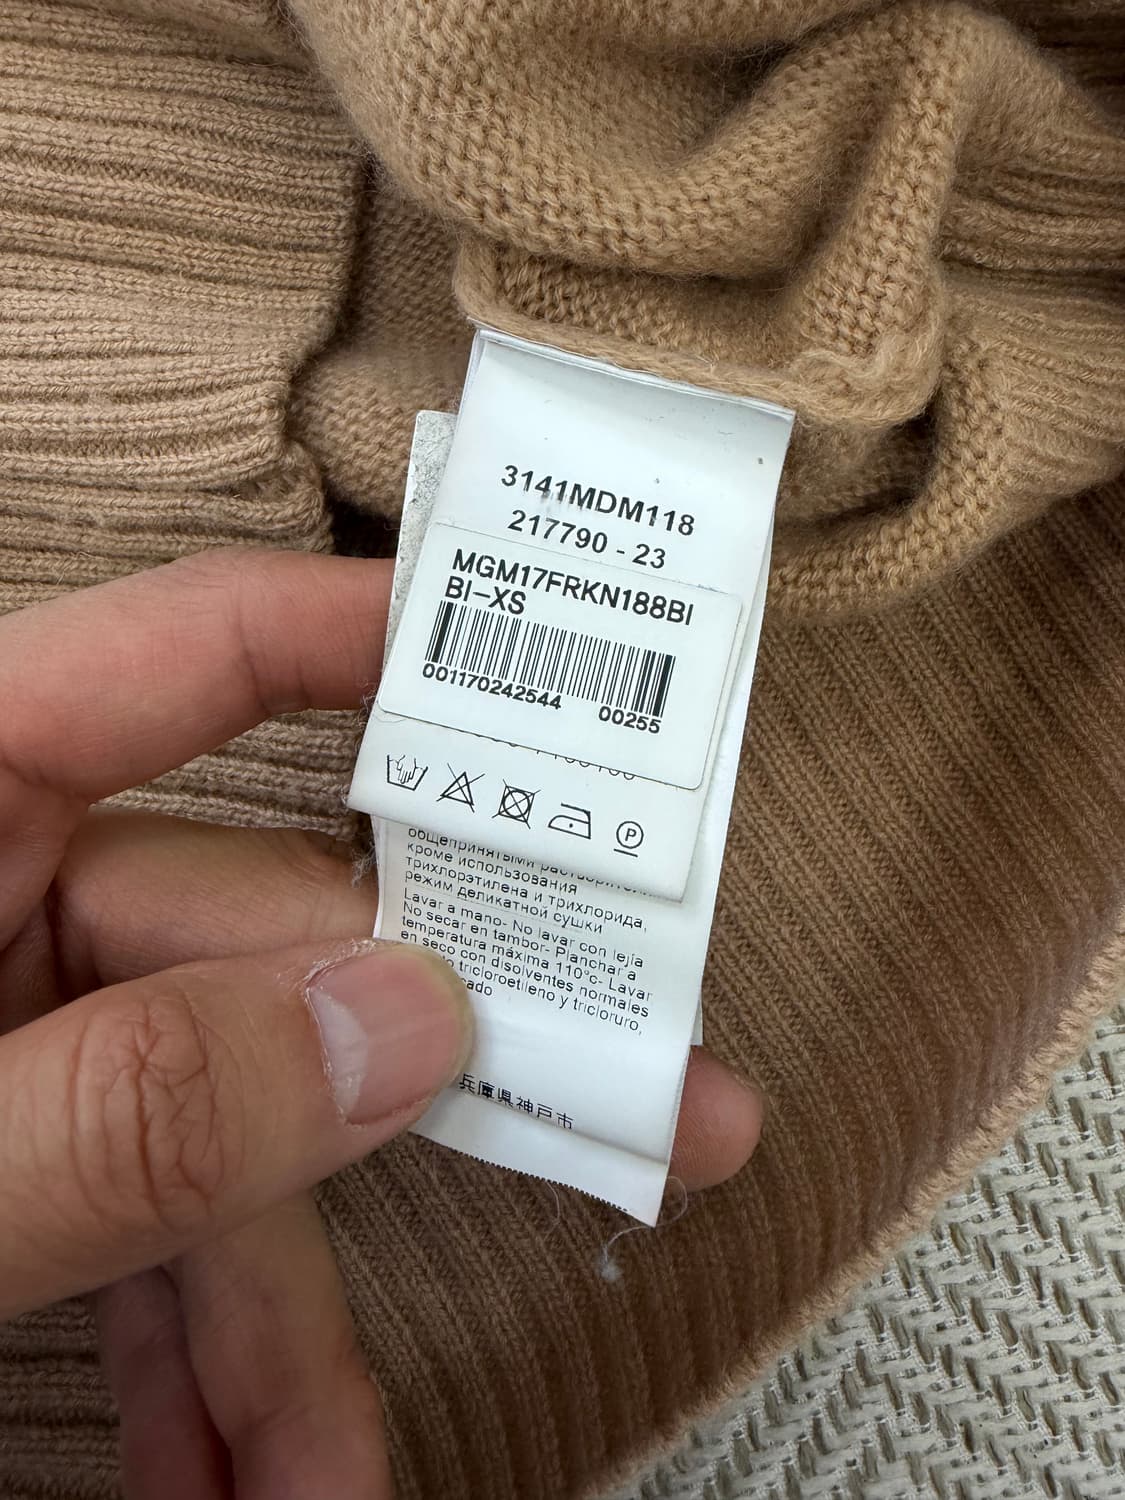 3141MDM118
217790 - 23
MGM17FRKN188BI
BI-XS
001170242544 00255
P
общепринятыми
кроме использования
трихлорэтилена и трихлорида,
режим деликатной сушки
Lavar a mano- No lavar con lejía
No secar en tambor- Planchar a
temperatura máxima 110°c- Lavar
en seco con disolventes normales
tricloroetileno y tricloruro,
兵庫県神戸市